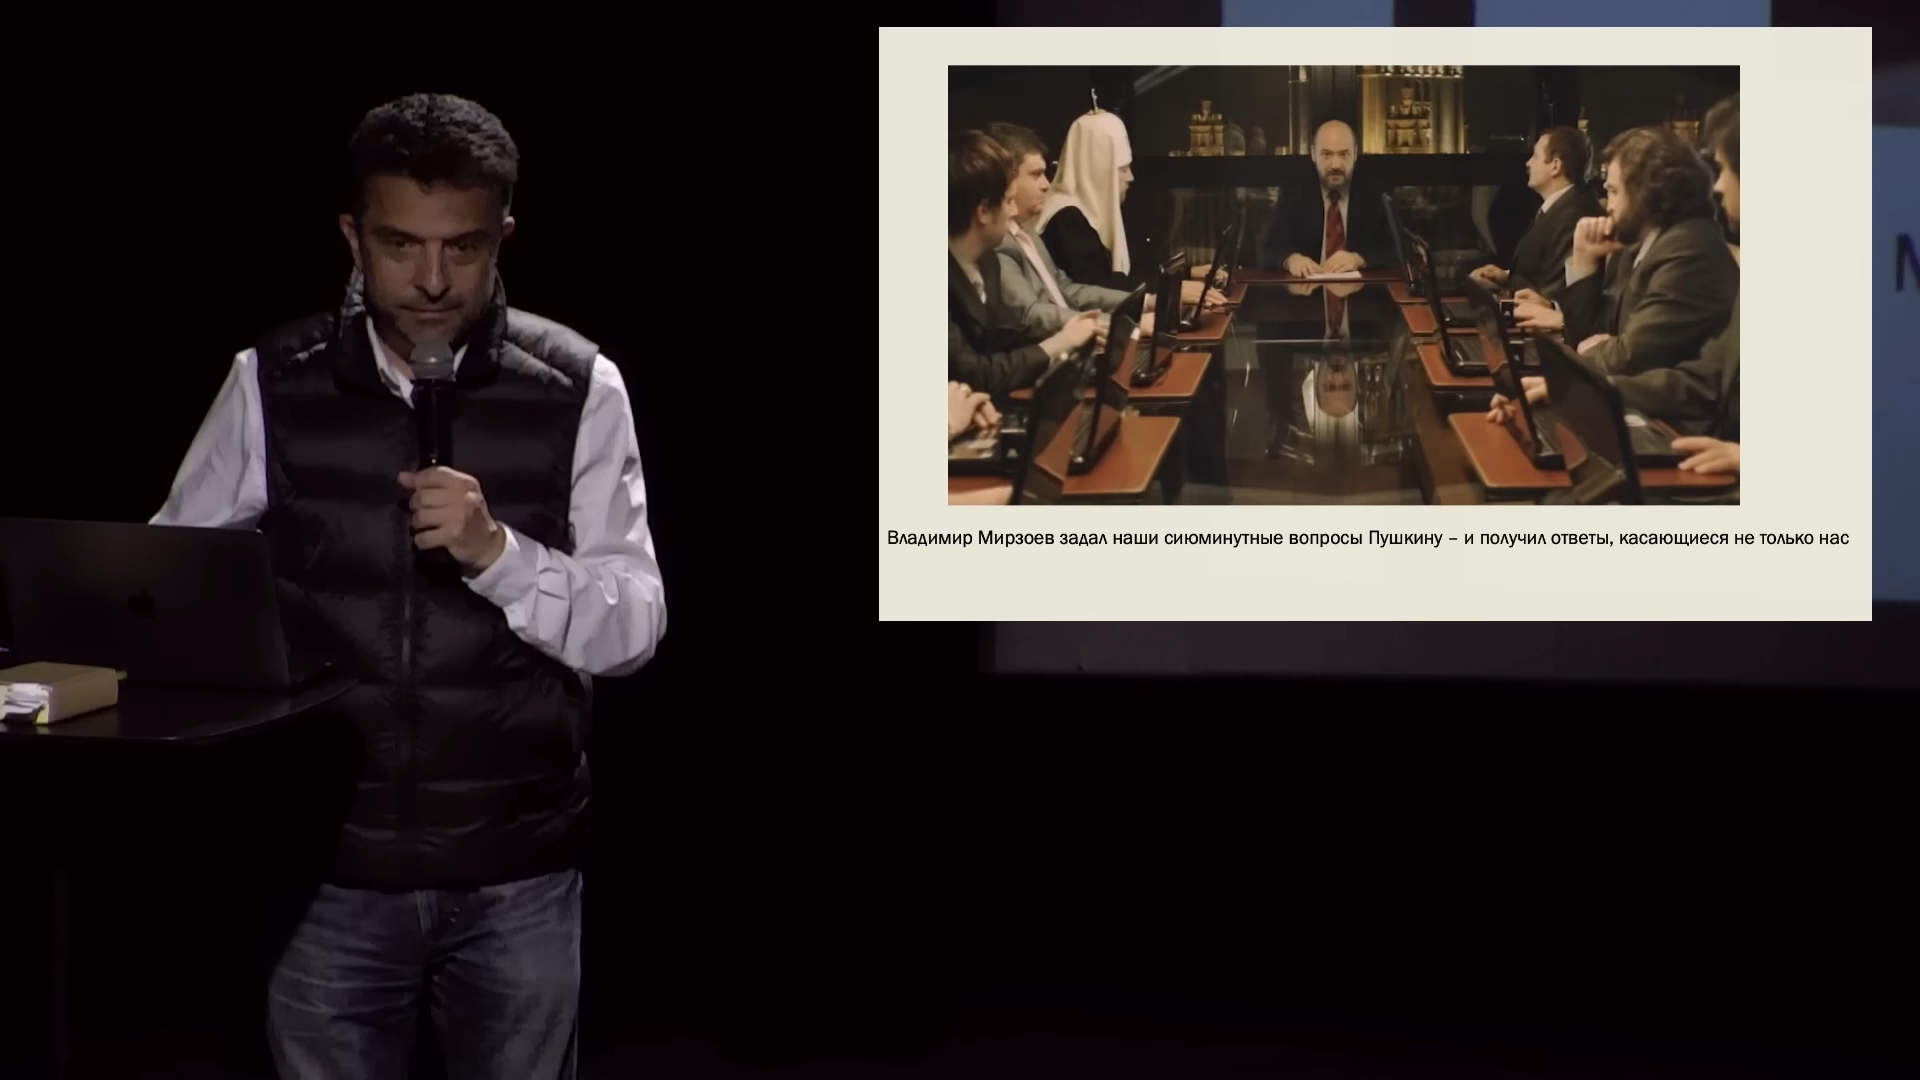 Владимир Мирзоев задал наши сиюминутные вопросы Пушкину – и получил ответы, касающиеся не только нас